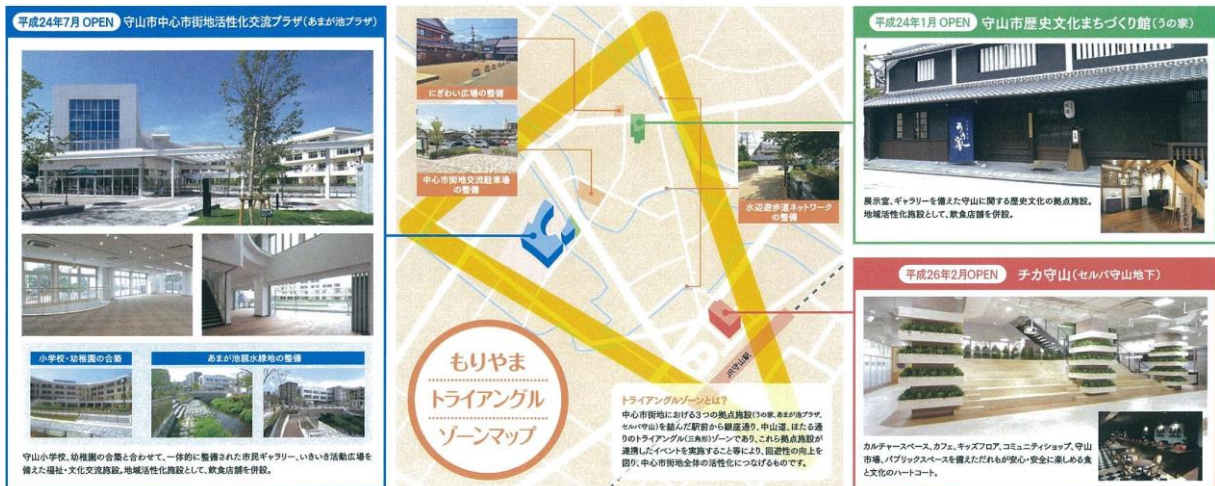 平成24年7月 OPEN 守山市中心市街地活性化交流プラザ(あまが池プラザ)
小学校・幼稚園の合築
あまが池親水緑地の整備
守山小学校、幼稚園の合築と合わせて、一体的に整備された市民ギャラリー、いきいき活動広場を
備えた福祉・文化交流施設。地域活性化施設として、飲食店舗を併設。
にぎわい広場の整備
中心市街地交流駐車場
の整備
水辺遊歩道ネットワーク
の整備
JR守山駅
もりやま
トライアングル
ゾーンマップ
トライアングルゾーンとは?
中心市街地における3つの拠点施設(うの家、あまが池プラザ、
セルバ守山)を結んだ駅前から銀座通り、中山道、ほたる通
りのトライアングル(三角形)ゾーンであり、これら拠点施設が
連携したイベントを実施すること等により、回遊性の向上を
図り、中心市街地全体の活性化につなげるものです。
平成24年1月 OPEN 守山市歴史文化まちづくり館(うの家)
うの家
展示室、ギャラリーを備えた守山に関する歴史文化の拠点施設。
地域活性化施設として、飲食店舗を併設。
平成26年2月OPEN チカ守山(セルバ守山地下)
カルチャースペース、カフェ、キッズフロア、コミュニティショップ、守山
市場、パブリックスペースを備えただれもが安心・安全に楽しめる食
と文化のハートコート。